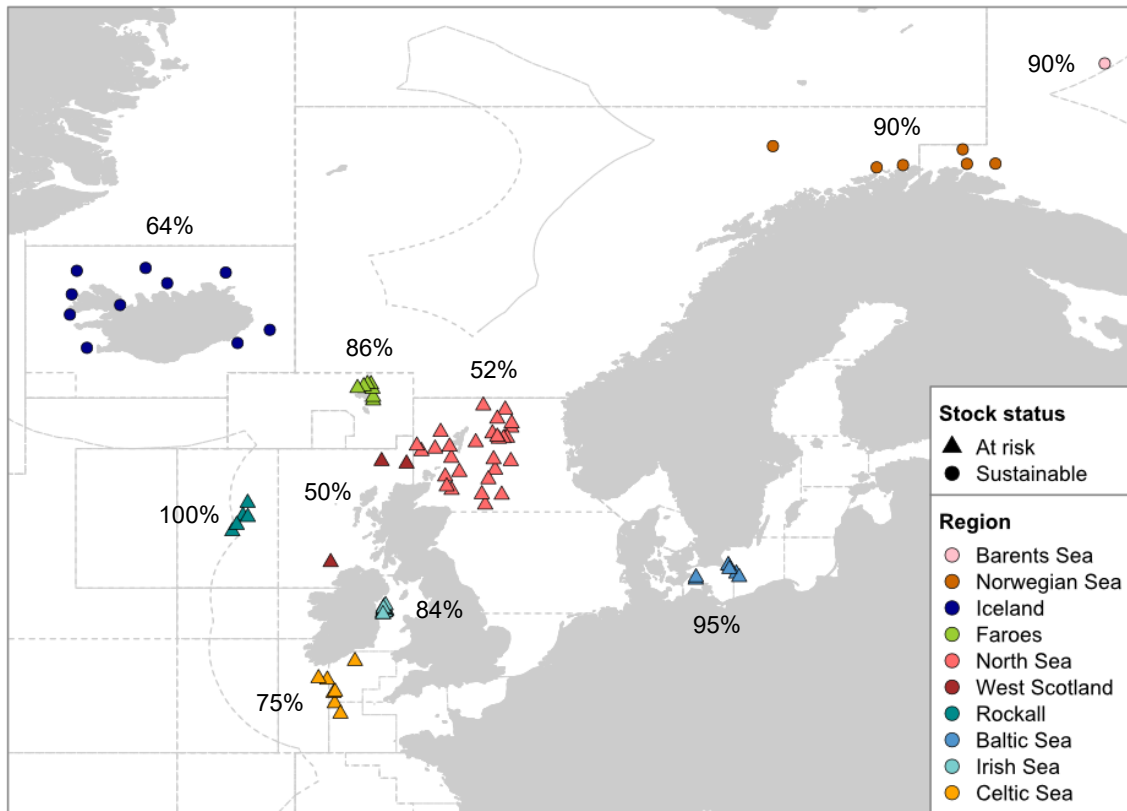 90%
90%
64%
86%
52%
50%
100%
84%
95%
75%
Stock status
At risk
Sustainable
Region
Barents Sea
Norwegian Sea
Iceland
Faroes
North Sea
West Scotland
Rockall
Baltic Sea
Irish Sea
Celtic Sea